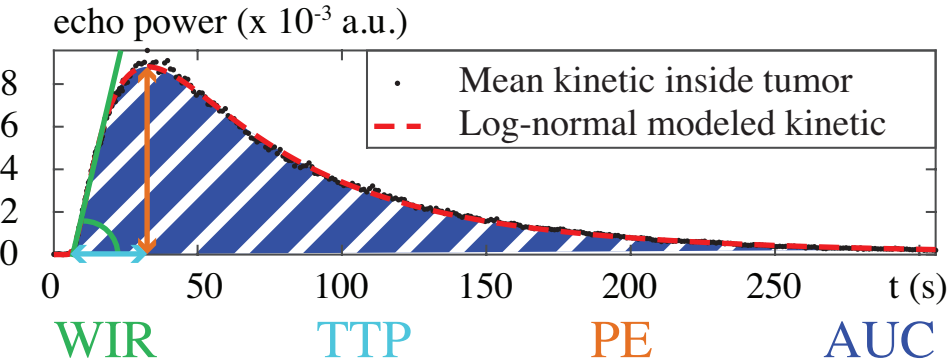 echo power (x 10⁻³ a.u.)
8
Mean kinetic inside tumor
6
Log-normal modeled kinetic
4
2
0
0 50 100 150 200 250 t (s)
WIR TTP PE AUC